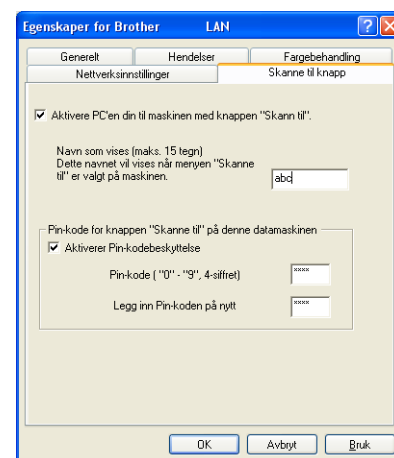 Egenskaper for Brother LAN
Generelt Hendelser Fargebehandling
Nettverksinnstillinger Skanne til knapp
Aktivere PC'en din til maskinen med knappen "Skann til".
Navn som vises (maks. 15 tegn)
Dette navnet vil vises når menyen "Skanne
til" er valgt på maskinen.
abc
Pin-kode for knappen "Skanne til" på denne datamaskinen
Aktiverer Pin-kodebeskyttelse
Pin-kode ( "0" - "9", 4-siffret)
××××
Legg inn Pin-koden på nytt
××××
OK Avbryt Bruk